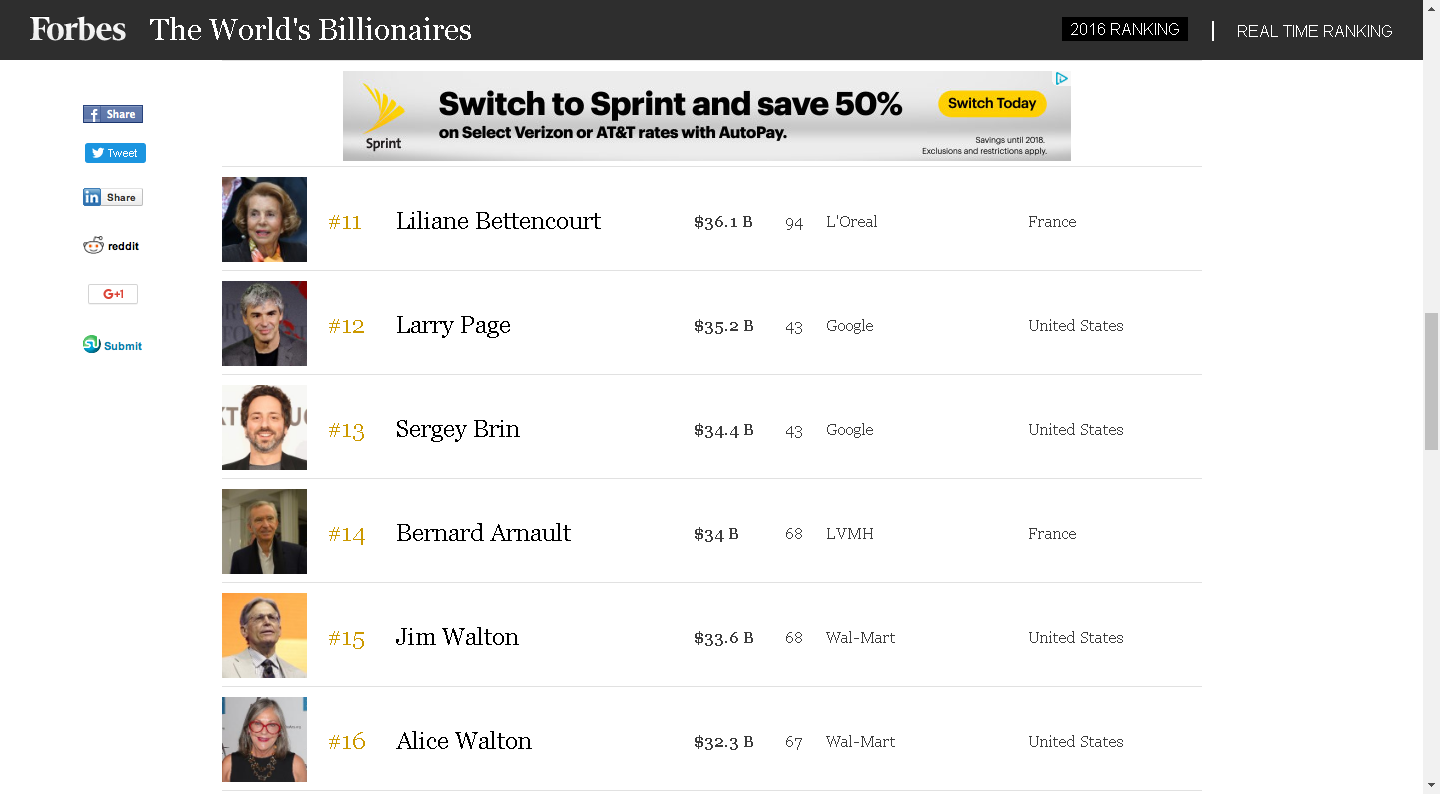 Forbes The World's Billionaires 2016 RANKING | REAL TIME RANKING
Switch to Sprint and save 50%
on Select Verizon or AT&T rates with AutoPay.
Sprint
Switch Today
Savings until 2018.
Exclusions and restrictions apply.
f Share
Tweet
in Share
reddit
G+1
Submit
#11 Liliane Bettencourt $36.1 B 94 L'Oreal France
#12 Larry Page $35.2 B 43 Google United States
#13 Sergey Brin $34.4 B 43 Google United States
#14 Bernard Arnault $34 B 68 LVMH France
#15 Jim Walton $33.6 B 68 Wal-Mart United States
#16 Alice Walton $32.3 B 67 Wal-Mart United States